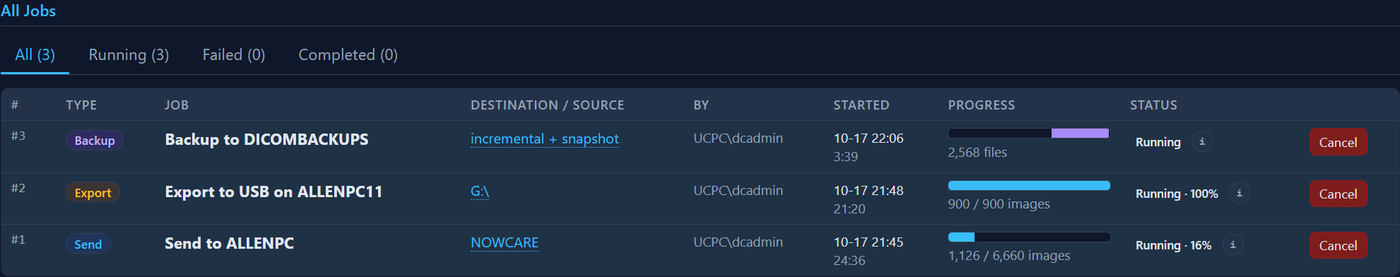 All Jobs
All (3) Running (3) Failed (0) Completed (0)
# TYPE JOB DESTINATION / SOURCE BY STARTED PROGRESS STATUS
#3 Backup Backup to DICOMBACKUPS incremental + snapshot UCPC\dcadmin 10-17 22:06 Running i Cancel
3:39 2,568 files
#2 Export Export to USB on ALLENPC11 G:\ UCPC\dcadmin 10-17 21:48 Running · 100% i Cancel
21:20 900 / 900 images
#1 Send Send to ALLENPC NOWCARE UCPC\dcadmin 10-17 21:45 Running · 16% i Cancel
24:36 1,126 / 6,660 images